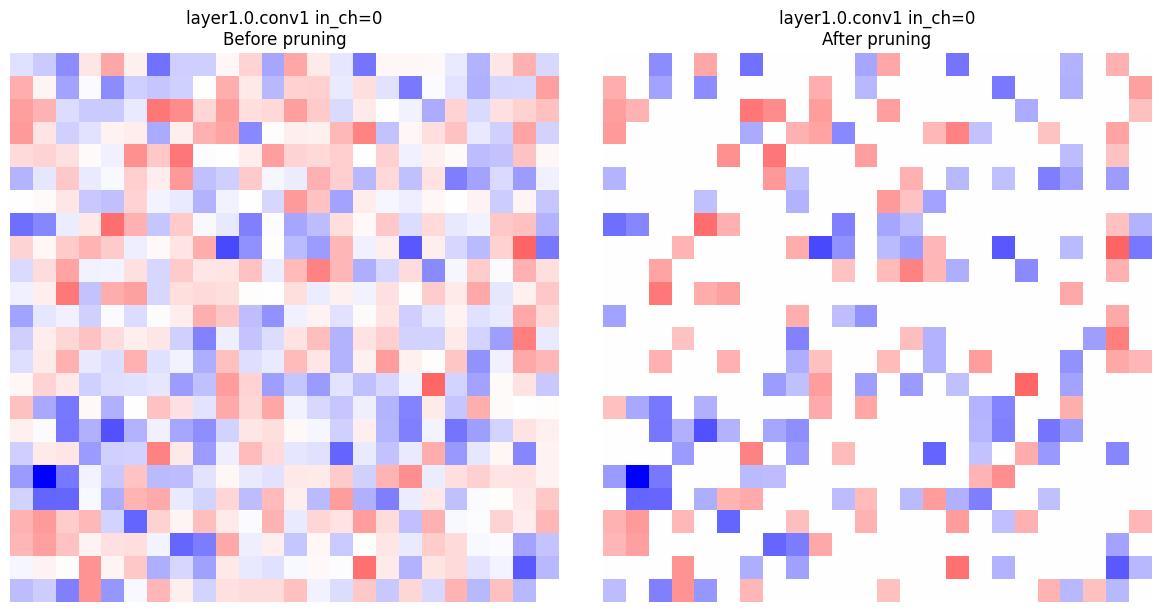 layer1.0.conv1 in_ch=0
Before pruning
layer1.0.conv1 in_ch=0
After pruning